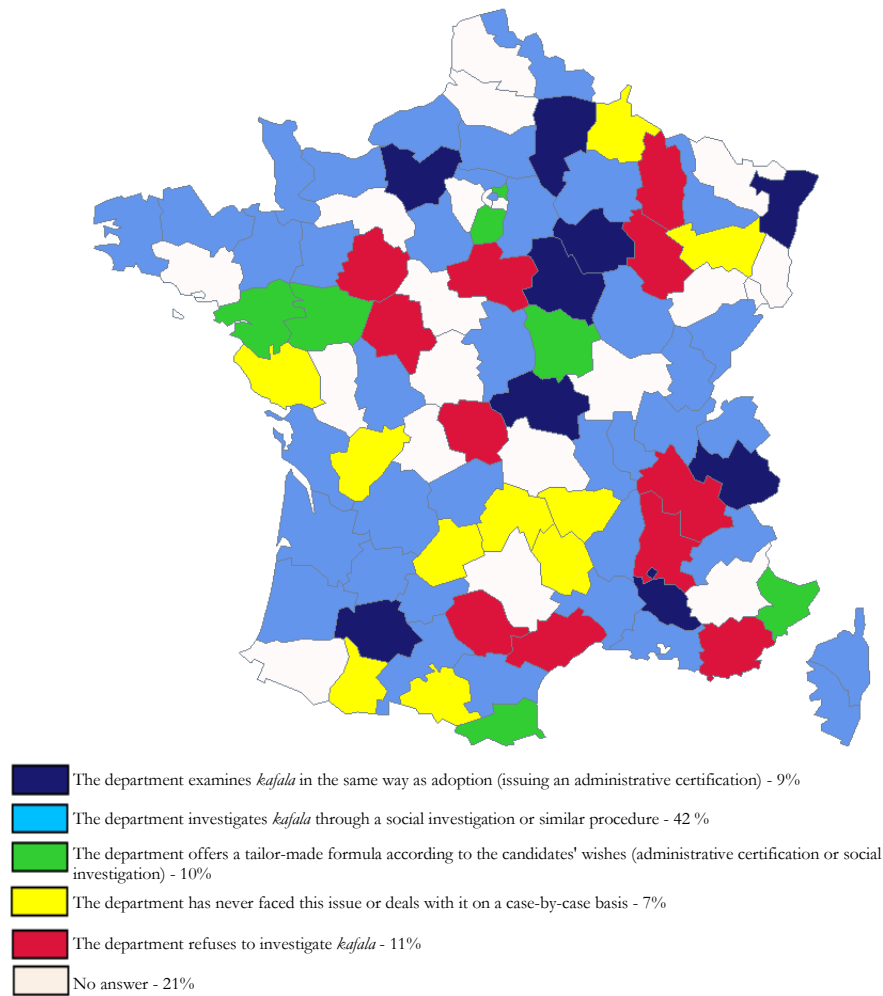 The department examines kafala in the same way as adoption (issuing an administrative certification) - 9%
The department investigates kafala through a social investigation or similar procedure - 42 %
The department offers a tailor-made formula according to the candidates' wishes (administrative certification or social
investigation) - 10%
The department has never faced this issue or deals with it on a case-by-case basis - 7%
The department refuses to investigate kafala - 11%
No answer - 21%